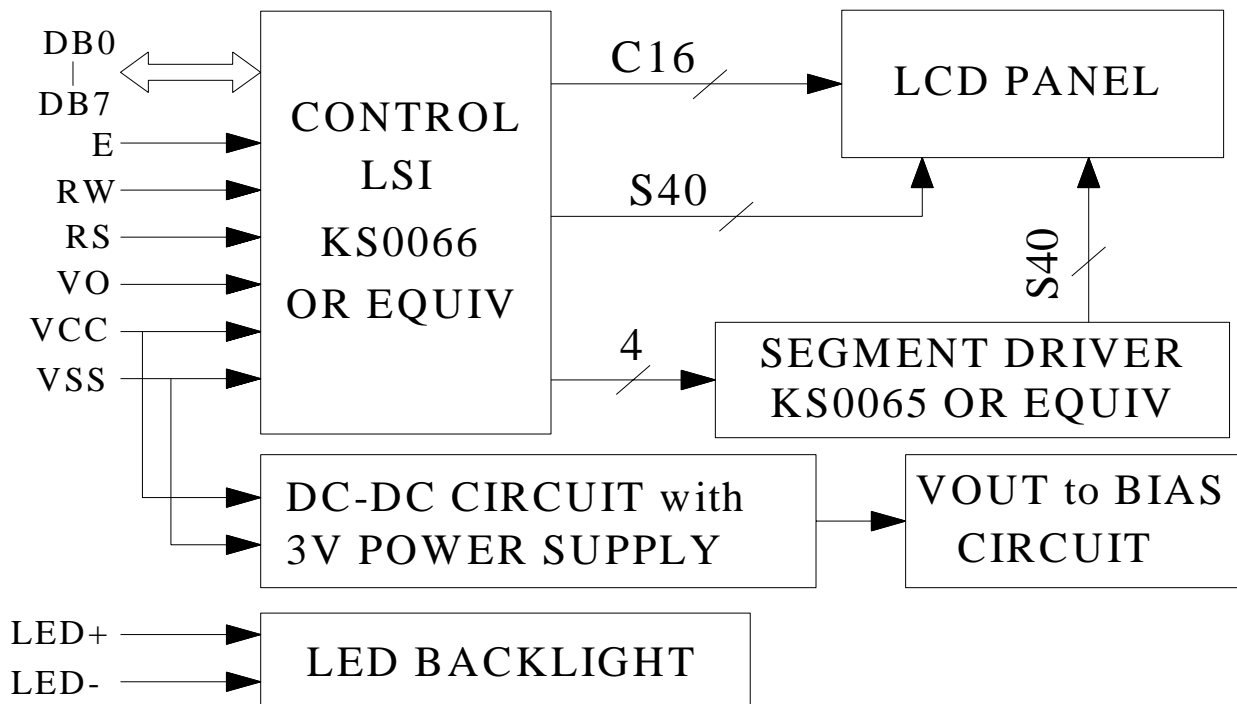 DB0
DB7
E
RW
RS
VO
VCC
VSS
CONTROL
LSI
KS0066
OR EQUIV
C16
S40
4
LCD PANEL
S40
SEGMENT DRIVER
KS0065 OR EQUIV
DC-DC CIRCUIT with
3V POWER SUPPLY
VOUT to BIAS
CIRCUIT
LED+
LED-
LED BACKLIGHT